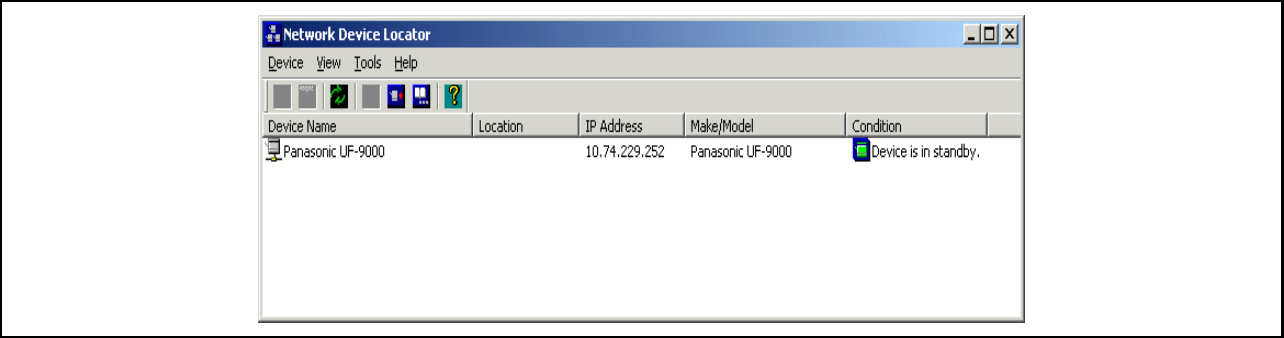 Network Device Locator
Device View Tools Help
Device Name Location IP Address Make/Model Condition
Panasonic UF-9000 10.74.229.252 Panasonic UF-9000 Device is in standby.